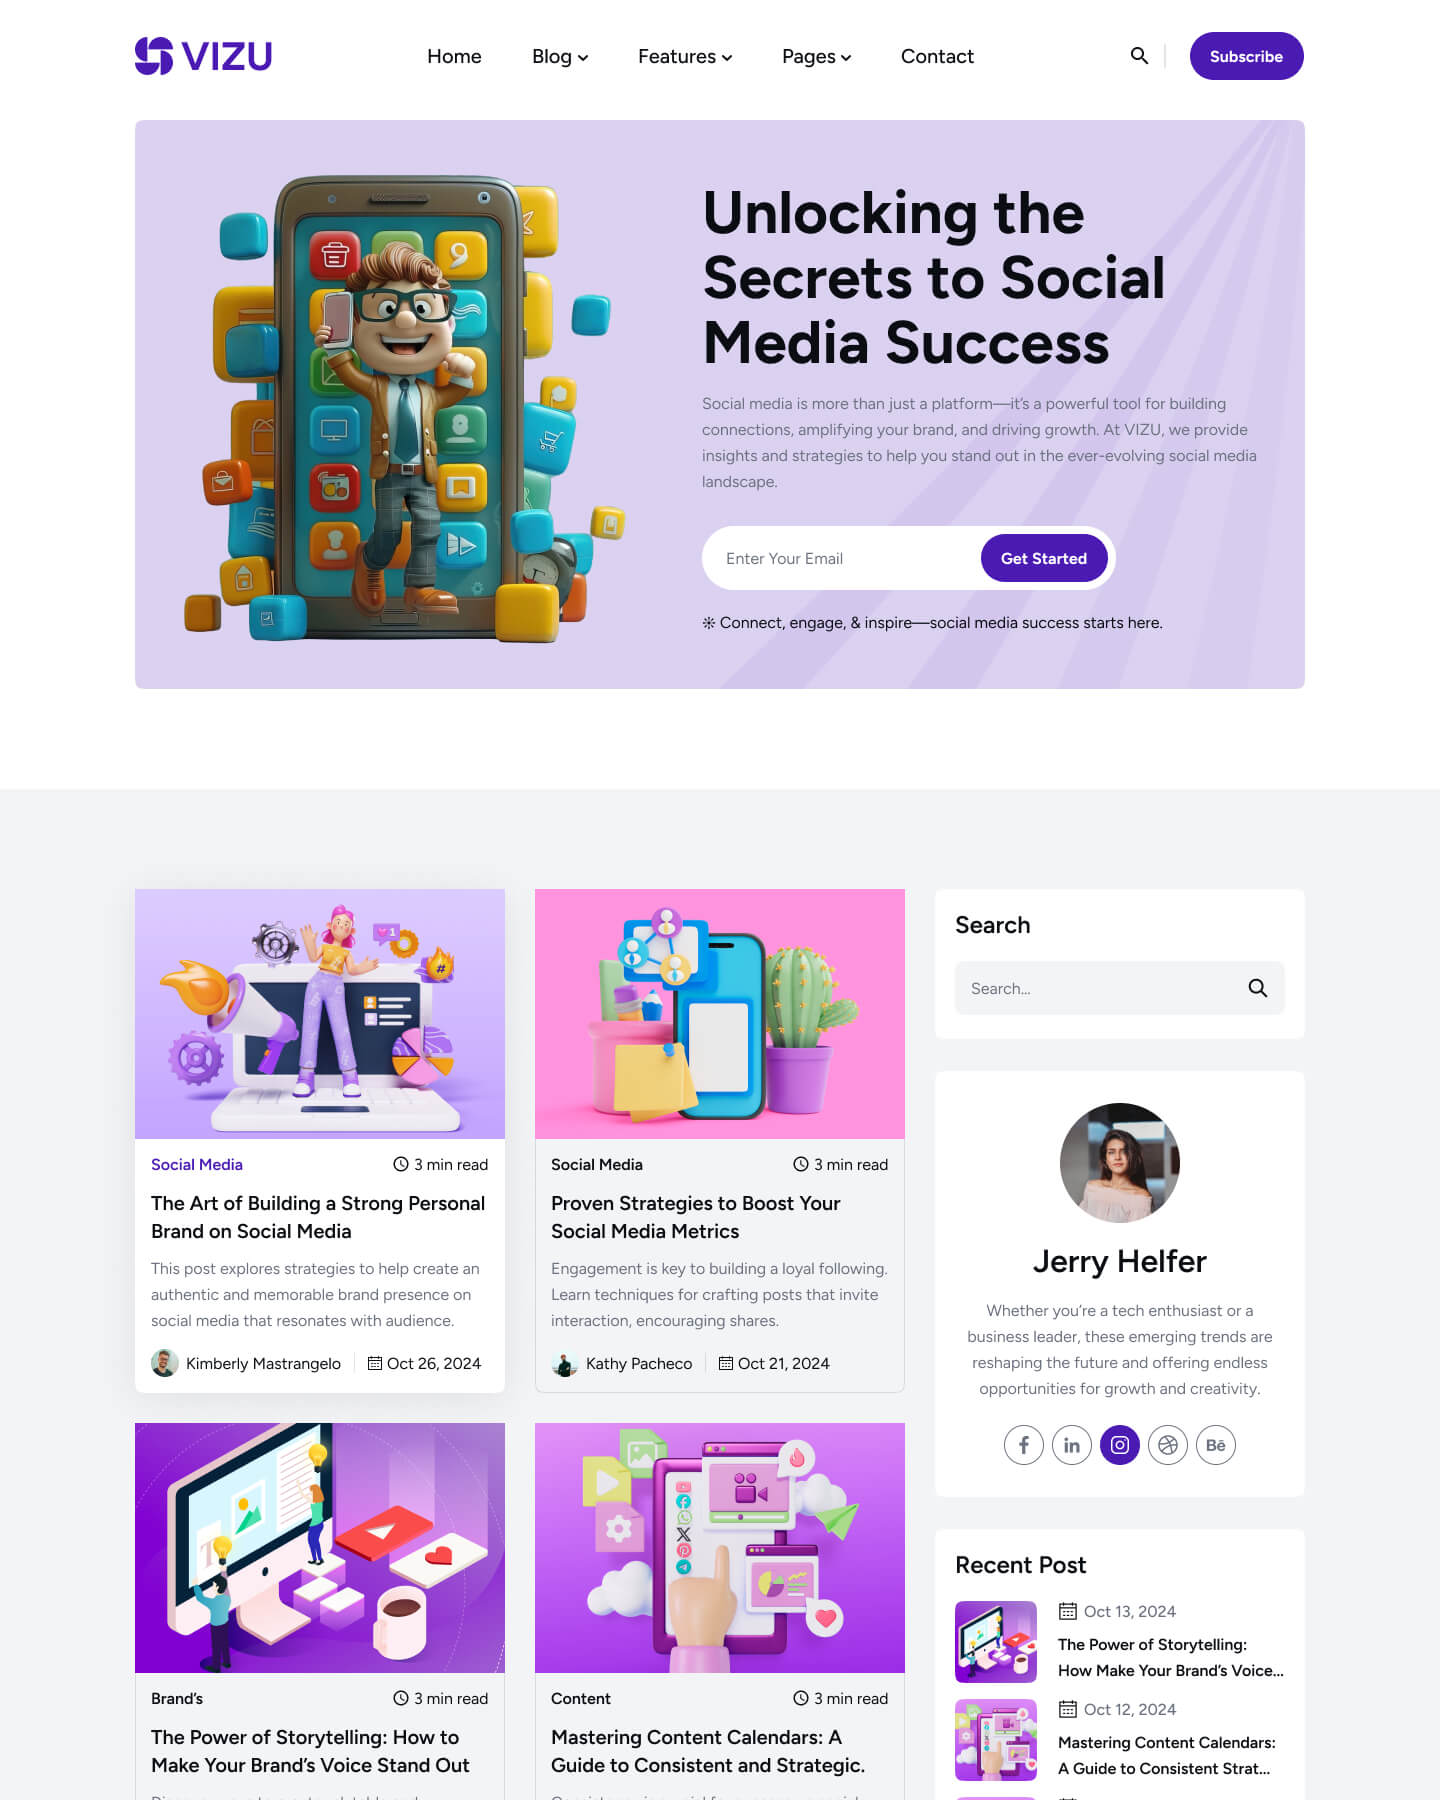 VIZU
Home
Blog
Features
Pages
Contact
Subscribe
Unlocking the
Secrets to Social
Media Success
Social media is more than just a platform—it's a powerful tool for building
connections, amplifying your brand, and driving growth. At VIZU, we provide
insights and strategies to help you stand out in the ever-evolving social media
landscape.
Enter Your Email
Get Started
Connect, engage, & inspire—social media success starts here.
Social Media
3 min read
The Art of Building a Strong Personal
Brand on Social Media
This post explores strategies to help create an
authentic and memorable brand presence on
social media that resonates with audience.
Kimberly Mastrangelo
Oct 26, 2024
Social Media
3 min read
Proven Strategies to Boost Your
Social Media Metrics
Engagement is key to building a loyal following.
Learn techniques for crafting posts that invite
interaction, encouraging shares.
Kathy Pacheco
Oct 21, 2024
Brand's
3 min read
The Power of Storytelling: How to
Make Your Brand's Voice Stand Out
Content
3 min read
Mastering Content Calendars: A
Guide to Consistent and Strategic.
Search
Search...
Jerry Helfer
Whether you're a tech enthusiast or a
business leader, these emerging trends are
reshaping the future and offering endless
opportunities for growth and creativity.
Recent Post
Oct 13, 2024
The Power of Storytelling:
How Make Your Brand's Voice...
Oct 12, 2024
Mastering Content Calendars:
A Guide to Consistent Strat...